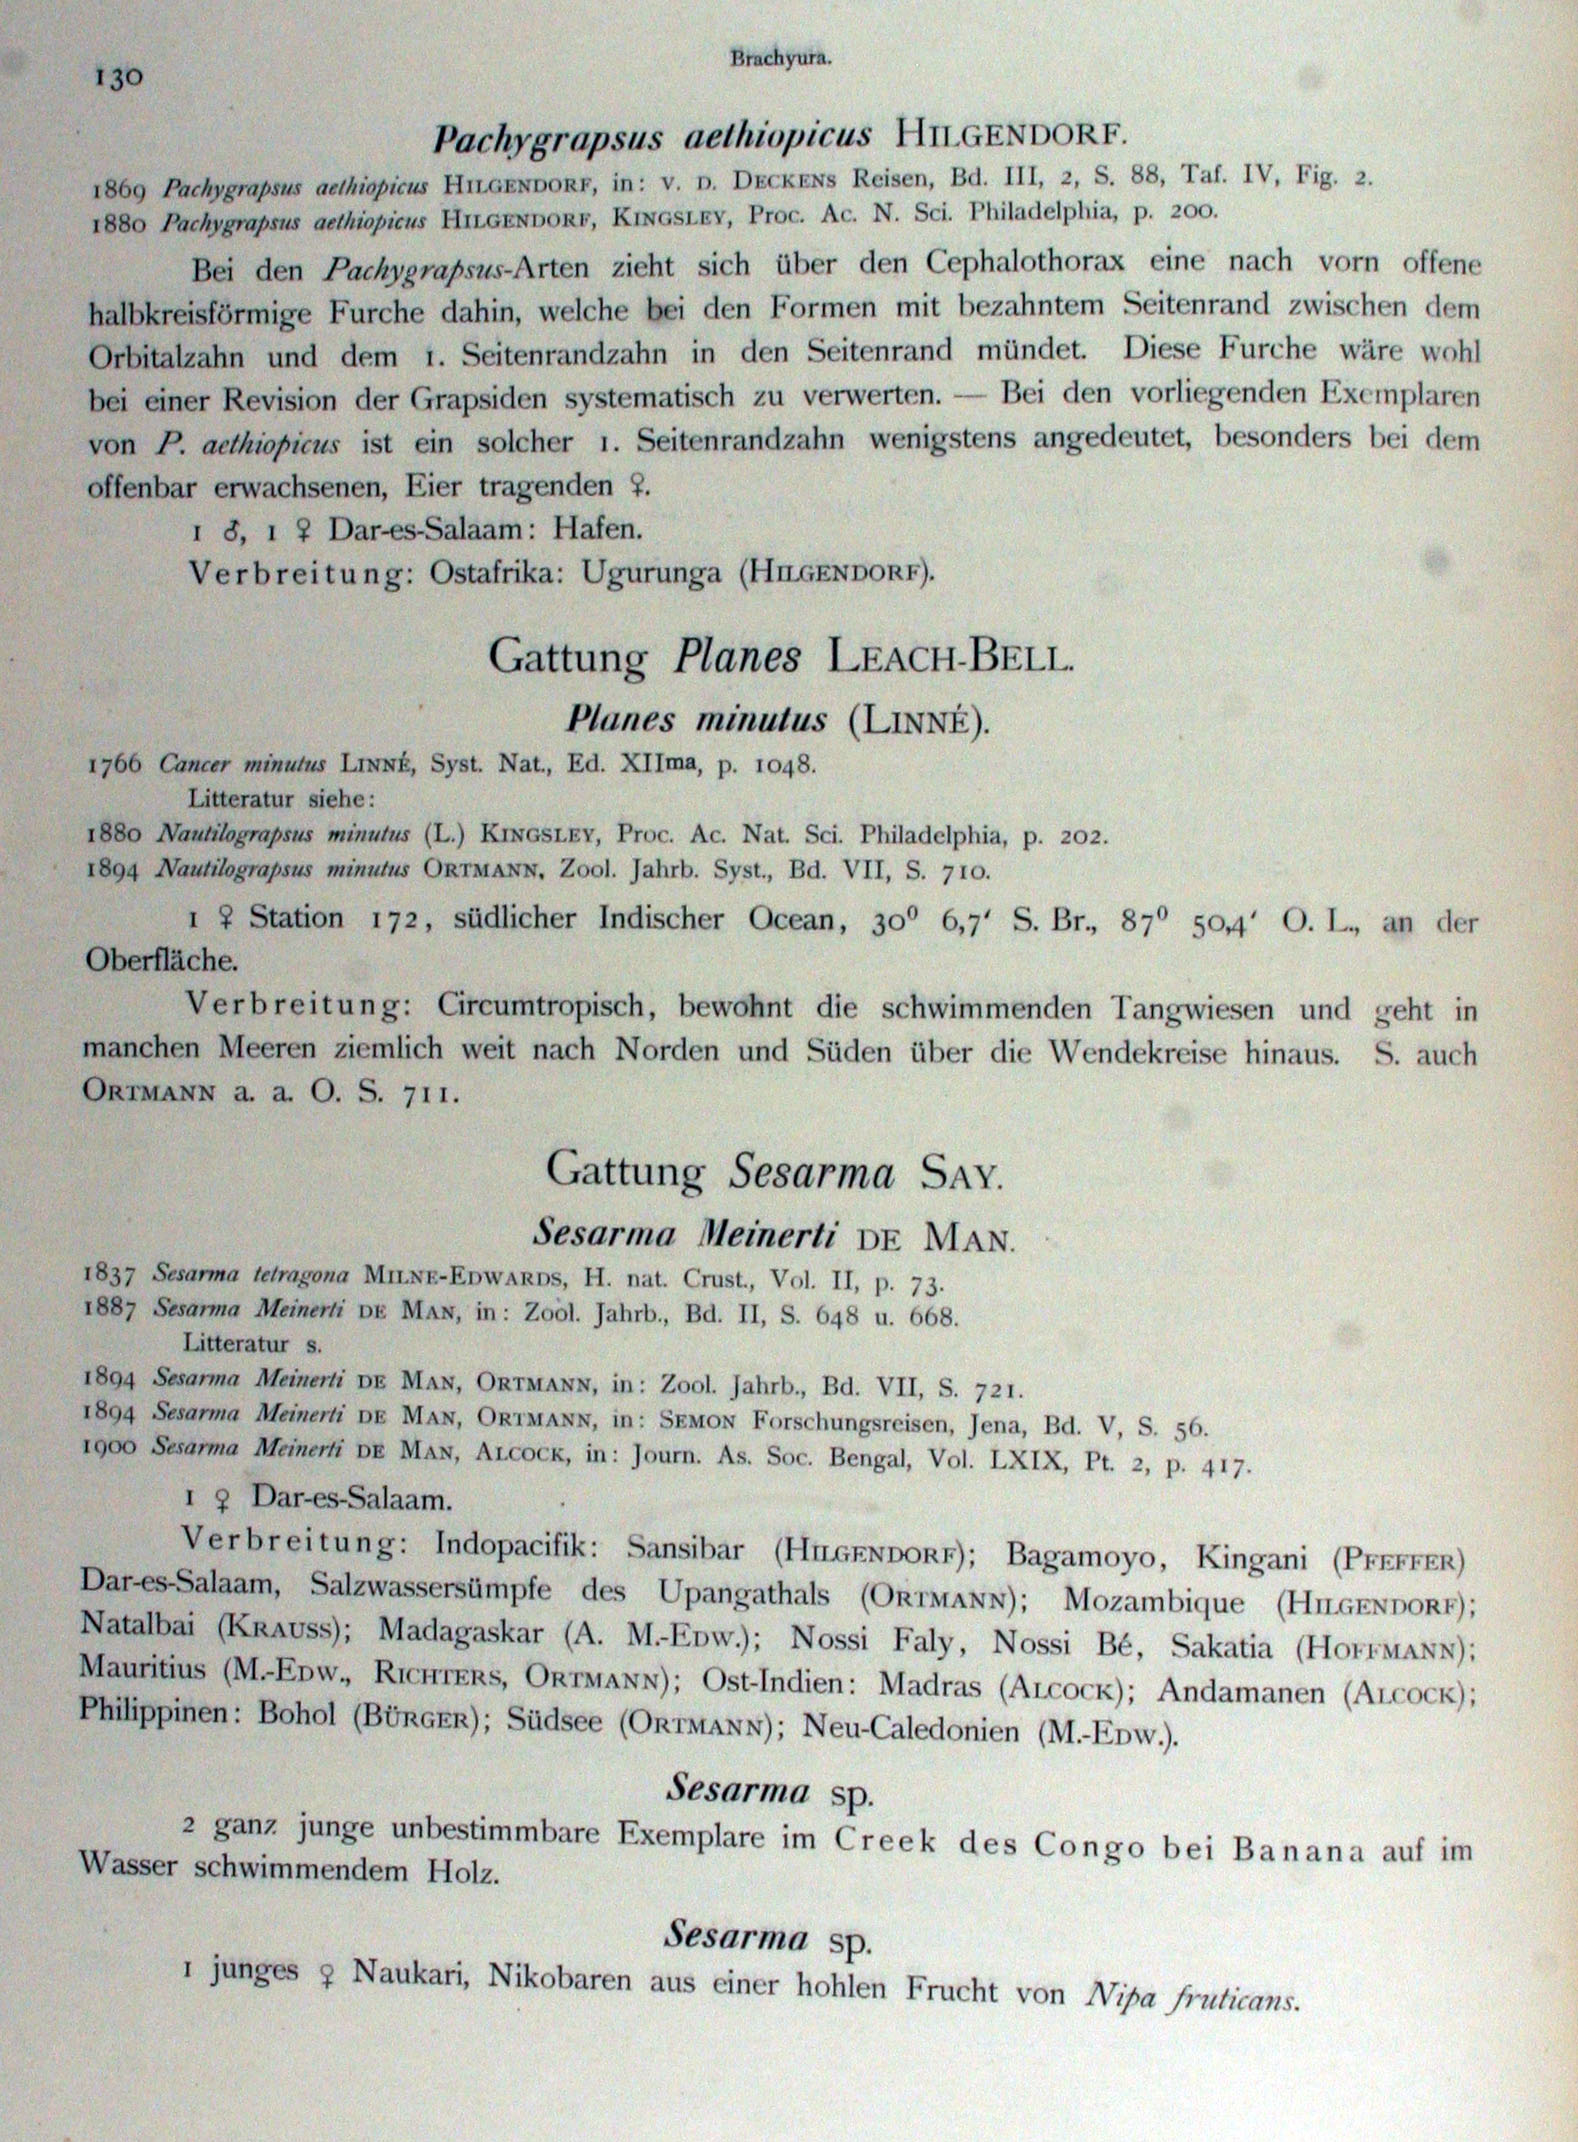 130
Brachyura.
Pachygrapsus aethiopicus HILGENDORF.
1869 Pachygrapsus aethiopicus HILGENDORF, in: V. D. DECKENS Reisen, Bd. III, 2, S. 88, Taf. IV, Fig. 2.
1880 Pachygrapsus aethiopicus HILGENDORF, KINGSLEY, Proc. Ac. N. Sci. Philadelphia, p. 200.
Bei den Pachygrapsus-Arten zieht sich über den Cephalothorax eine nach vorn offene
halbkreisförmige Furche dahin, welche bei den Formen mit bezahntem Seitenrand zwischen dem
Orbitalzahn und dem 1. Seitenrandzahn in den Seitenrand mündet. Diese Furche wäre wohl
bei einer Revision der Grapsiden systematisch zu verwerten. — Bei den vorliegenden Exemplaren
von P. aethiopicus ist ein solcher 1. Seitenrandzahn wenigstens angedeutet, besonders bei dem
offenbar erwachsenen, Eier tragenden ♀.
1 ♂, 1 ♀ Dar-es-Salaam: Hafen.
Verbreitung: Ostafrika: Ugurunga (HILGENDORF).
Gattung Planes LEACH-BELL.
Planes minutus (LINNÉ).
1766 Cancer minutus LINNÉ, Syst. Nat., Ed. XIIma, p. 1048.
Litteratur siehe:
1880 Nautilograpsus minutus (L.) KINGSLEY, Proc. Ac. Nat. Sci. Philadelphia, p. 202.
1894 Nautilograpsus minutus ORTMANN, Zool. Jahrb. Syst., Bd. VII, S. 710.
1 ♀ Station 172, südlicher Indischer Ocean, 30⁰ 6,7' S. Br., 87⁰ 50,4' O. L., an der
Oberfläche.
Verbreitung: Circumtropisch, bewohnt die schwimmenden Tangwiesen und geht in
manchen Meeren ziemlich weit nach Norden und Süden über die Wendekreise hinaus. S. auch
ORTMANN a. a. O. S. 711.
Gattung Sesarma SAY.
Sesarma Meinerti DE MAN.
1837 Sesarma tetragona MILNE-EDWARDS, H. nat. Crust., Vol. II, p. 73.
1887 Sesarma Meinerti DE MAN, in: Zool. Jahrb., Bd. II, S. 648 u. 668.
Litteratur s.
1894 Sesarma Meinerti DE MAN, ORTMANN, in: Zool. Jahrb., Bd. VII, S. 721.
1894 Sesarma Meinerti DE MAN, ORTMANN, in: SEMON Forschungsreisen, Jena, Bd. V, S. 56.
1900 Sesarma Meinerti DE MAN, ALCOCK, in: Journ. As. Soc. Bengal, Vol. LXIX, Pt. 2, p. 417.
1 ♀ Dar-es-Salaam.
Verbreitung: Indopacifik: Sansibar (HILGENDORF); Bagamoyo, Kingani (PFEFFER)
Dar-es-Salaam, Salzwassersümpfe des Upangathals (ORTMANN); Mozambique (HILGENDORF);
Natalbai (KRAUSS); Madagaskar (A. M.-EDW.); Nossi Faly, Nossi Bé, Sakatia (HOFFMANN);
Mauritius (M.-EDW., RICHTERS, ORTMANN); Ost-Indien: Madras (ALCOCK); Andamanen (ALCOCK);
Philippinen: Bohol (BÜRGER); Südsee (ORTMANN); Neu-Caledonien (M.-EDW.).
Sesarma sp.
2 ganz junge unbestimmbare Exemplare im Creek des Congo bei Banana auf im
Wasser schwimmendem Holz.
Sesarma sp.
1 junges ♀ Naukari, Nikobaren aus einer hohlen Frucht von Nipa fruticans.